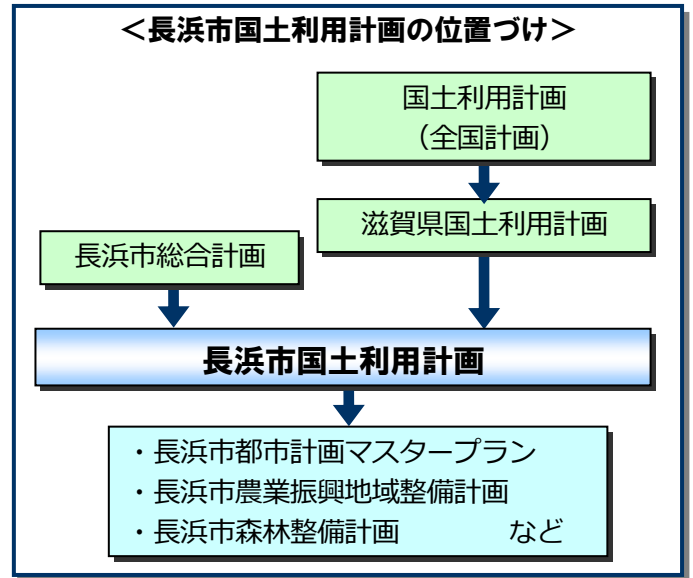 ＜長浜市国土利用計画の位置づけ＞
国土利用計画
（全国計画）
滋賀県国土利用計画
長浜市総合計画
長浜市国土利用計画
・長浜市都市計画マスタープラン
・長浜市農業振興地域整備計画
・長浜市森林整備計画　　　など